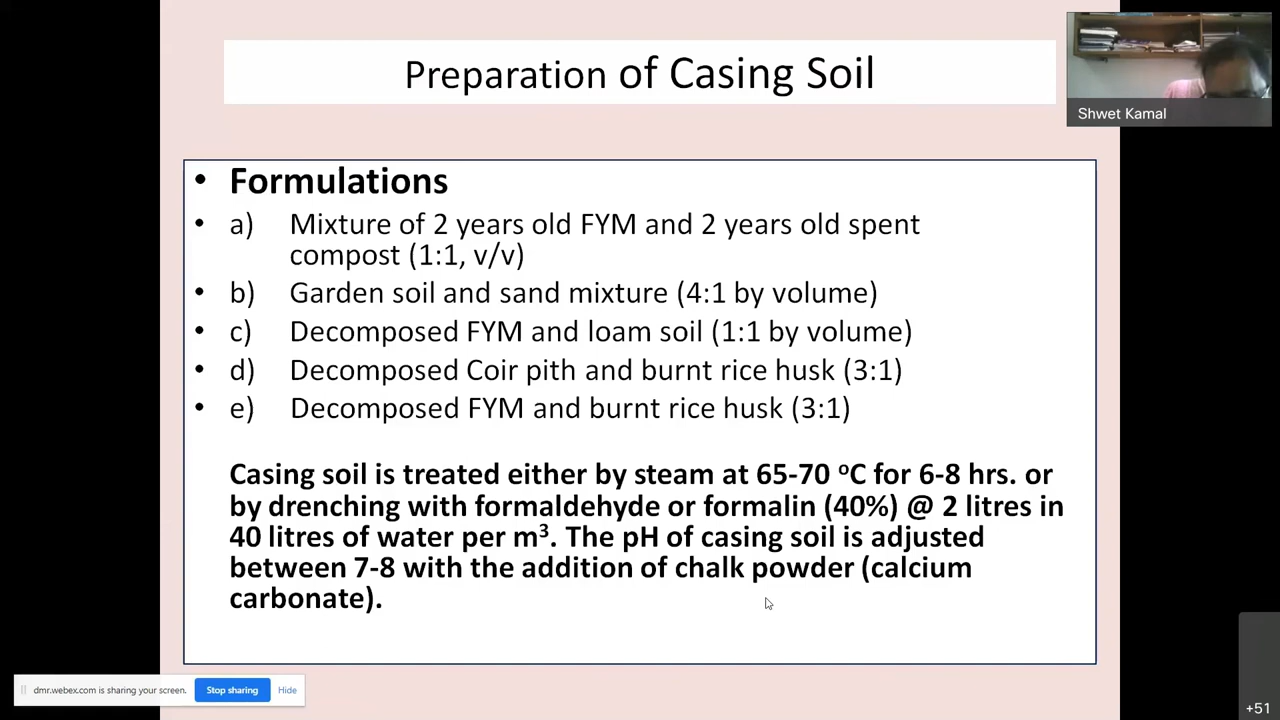 Preparation of Casing Soil
Shwet Kamal
• Formulations
• a) Mixture of 2 years old FYM and 2 years old spent
compost (1:1, v/v)
• b) Garden soil and sand mixture (4:1 by volume)
• c) Decomposed FYM and loam soil (1:1 by volume)
• d) Decomposed Coir pith and burnt rice husk (3:1)
• e) Decomposed FYM and burnt rice husk (3:1)
Casing soil is treated either by steam at 65-70 ᵒC for 6-8 hrs. or
by drenching with formaldehyde or formalin (40%) @ 2 litres in
40 litres of water per m³. The pH of casing soil is adjusted
between 7-8 with the addition of chalk powder (calcium
carbonate).
dmr.webex.com is sharing your screen. Stop sharing Hide
+51